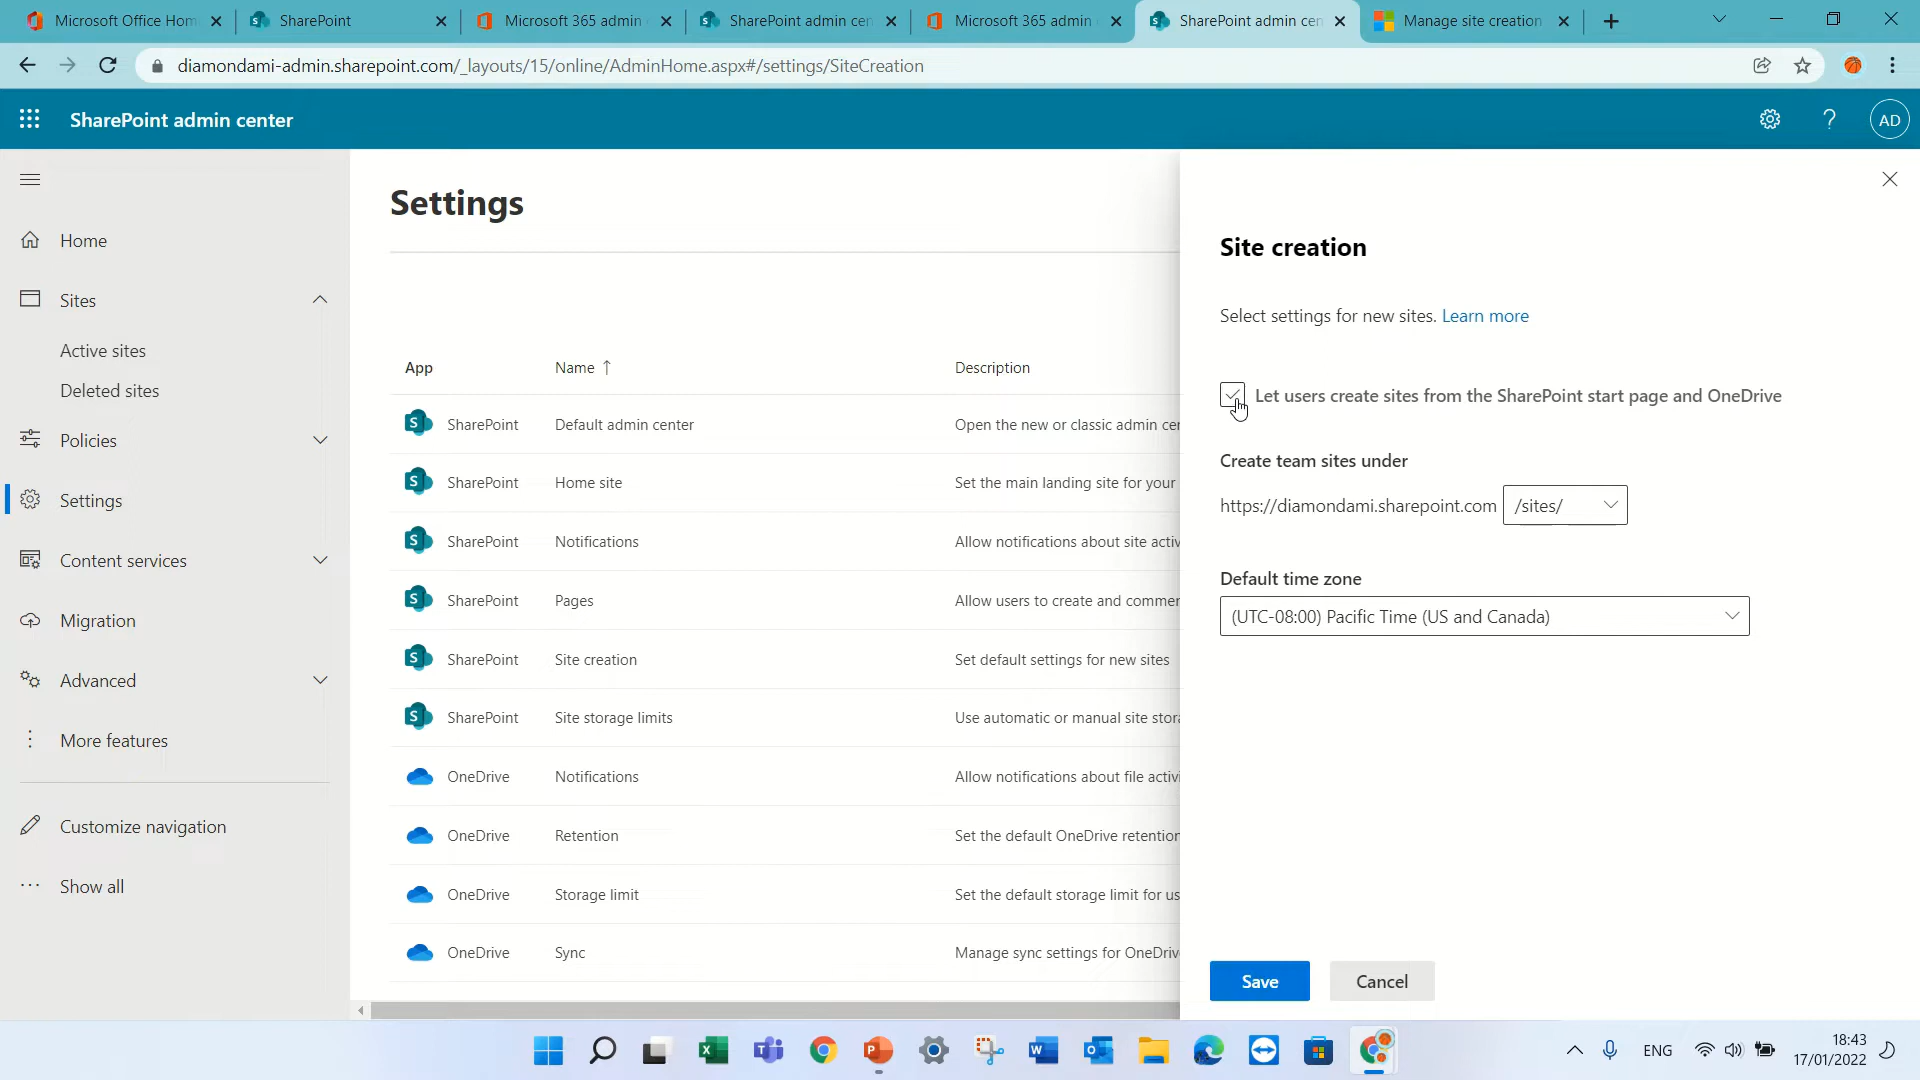 Microsoft Office Hom
SharePoint
Microsoft 365 admin
SharePoint admin cen
Microsoft 365 admin
SharePoint admin cen
Manage site creation
diamondami-admin.sharepoint.com/_layouts/15/online/AdminHome.aspx#/settings/SiteCreation
SharePoint admin center
AD
Home
Sites
Active sites
Deleted sites
Policies
Settings
Content services
Migration
Advanced
More features
Customize navigation
Show all
Settings
App Name ↑ Description
SharePoint Default admin center Open the new or classic admin cen
SharePoint Home site Set the main landing site for your
SharePoint Notifications Allow notifications about site activ
SharePoint Pages Allow users to create and commen
SharePoint Site creation Set default settings for new sites
SharePoint Site storage limits Use automatic or manual site stora
OneDrive Notifications Allow notifications about file activi
OneDrive Retention Set the default OneDrive retention
OneDrive Storage limit Set the default storage limit for us
OneDrive Sync Manage sync settings for OneDriv
Site creation
Select settings for new sites. Learn more
Let users create sites from the SharePoint start page and OneDrive
Create team sites under
https://diamondami.sharepoint.com /sites/
Default time zone
(UTC-08:00) Pacific Time (US and Canada)
Save Cancel
ENG
18:43
17/01/2022